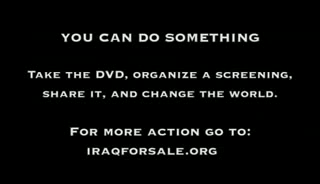 YOU CAN DO SOMETHING
TAKE THE DVD, ORGANIZE A SCREENING,
SHARE IT, AND CHANGE THE WORLD.
FOR MORE ACTION GO TO:
IRAQFORSALE.ORG